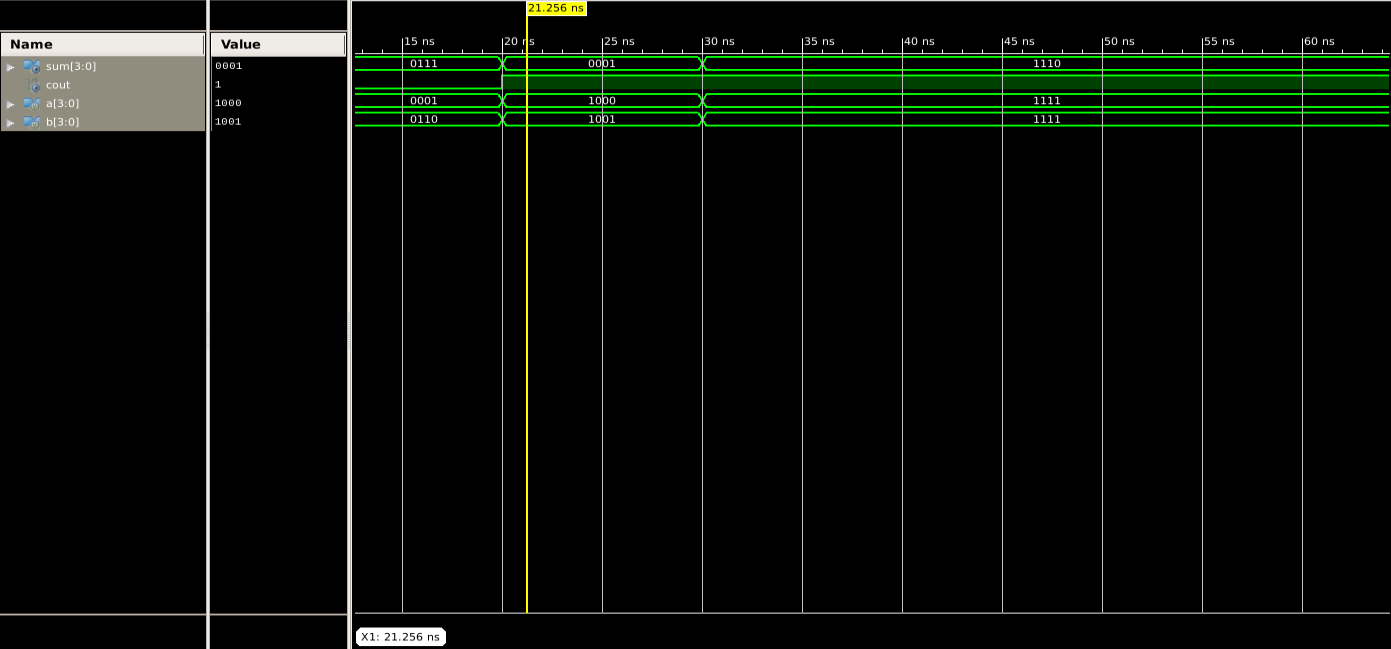 21.256 ns
Name Value
15 ns 20 ns 25 ns 30 ns 35 ns 40 ns 45 ns 50 ns 55 ns 60 ns
sum[3:0] 0001 0111 0001 1110
cout 1
a[3:0] 1000 0001 1000 1111
b[3:0] 1001 0110 1001 1111
X1: 21.256 ns